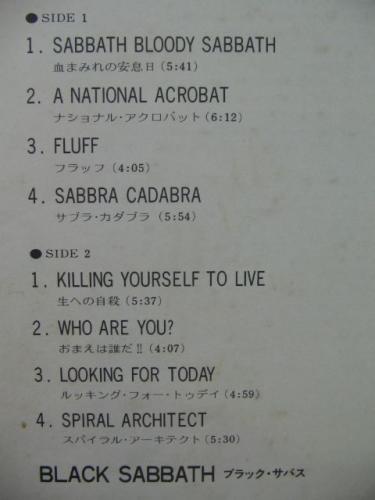 ●SIDE 1
1. SABBATH BLOODY SABBATH
血まみれの安息日(5:41)
2. A NATIONAL ACROBAT
ナショナル・アクロバット(6:12)
3. FLUFF
フラッフ(4:05)
4. SABBRA CADABRA
サブラ・カダブラ(5:54)
●SIDE 2
1. KILLING YOURSELF TO LIVE
生への自殺(5:37)
2. WHO ARE YOU?
おまえは誰だ!!(4:07)
3. LOOKING FOR TODAY
ルッキング・フォー・トゥデイ(4:59)
4. SPIRAL ARCHITECT
スパイラル・アーキテクト(5:30)
BLACK SABBATH ブラック・サバス